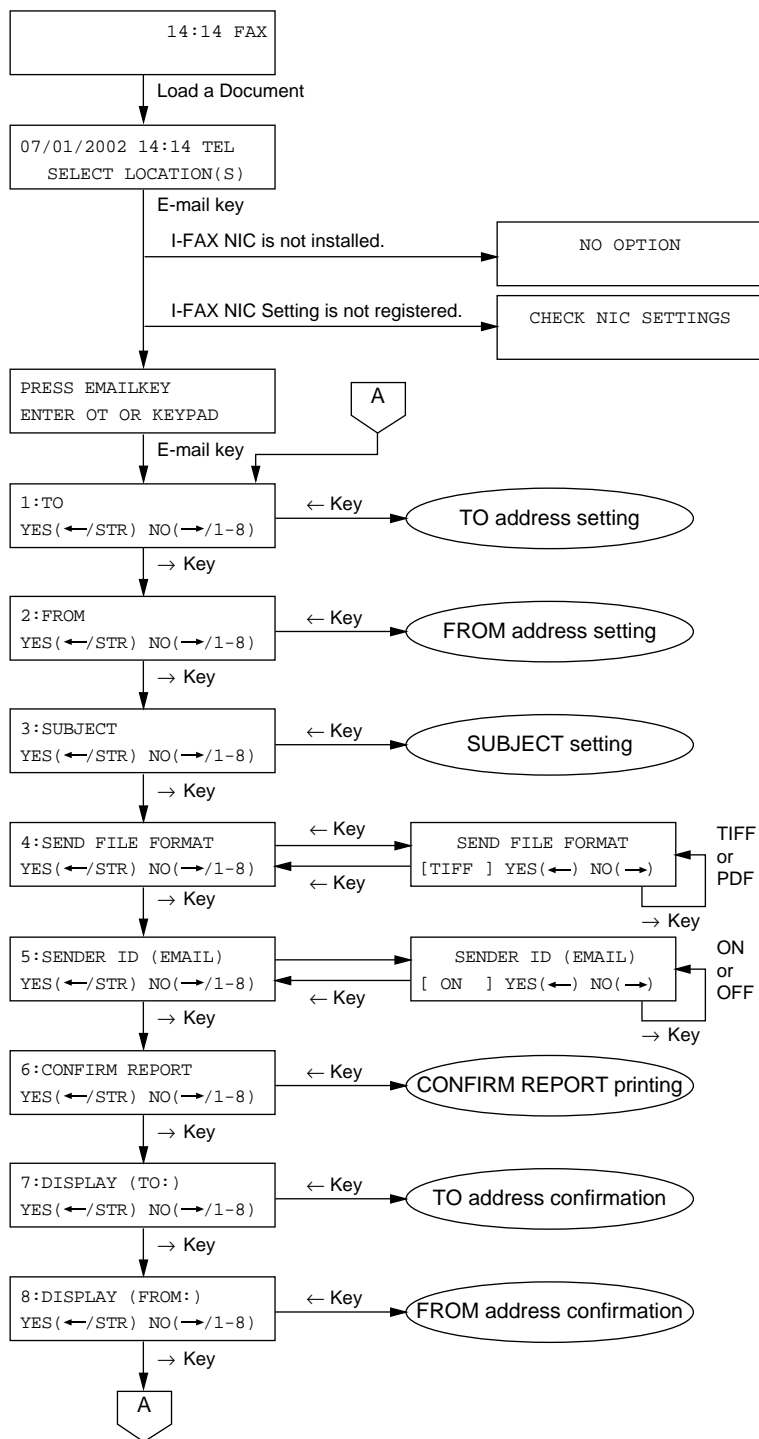 14:14 FAX
Load a Document
07/01/2002 14:14 TEL
SELECT LOCATION(S)
E-mail key
I-FAX NIC is not installed.
NO OPTION
I-FAX NIC Setting is not registered.
CHECK NIC SETTINGS
PRESS EMAILKEY
ENTER OT OR KEYPAD
A
E-mail key
1:TO
YES(←/STR) NO(→/1-8)
← Key
TO address setting
→ Key
2:FROM
YES(←/STR) NO(→/1-8)
← Key
FROM address setting
→ Key
3:SUBJECT
YES(←/STR) NO(→/1-8)
← Key
SUBJECT setting
→ Key
4:SEND FILE FORMAT
YES(←/STR) NO(→/1-8)
← Key
← Key
SEND FILE FORMAT
[TIFF ] YES(←) NO(→)
TIFF
or
PDF
→ Key
→ Key
5:SENDER ID (EMAIL)
YES(←/STR) NO(→/1-8)
← Key
SENDER ID (EMAIL)
[ ON  ] YES(←) NO(→)
ON
or
OFF
→ Key
→ Key
6:CONFIRM REPORT
YES(←/STR) NO(→/1-8)
← Key
CONFIRM REPORT printing
→ Key
7:DISPLAY (TO:)
YES(←/STR) NO(→/1-8)
← Key
TO address confirmation
→ Key
8:DISPLAY (FROM:)
YES(←/STR) NO(→/1-8)
← Key
FROM address confirmation
→ Key
A